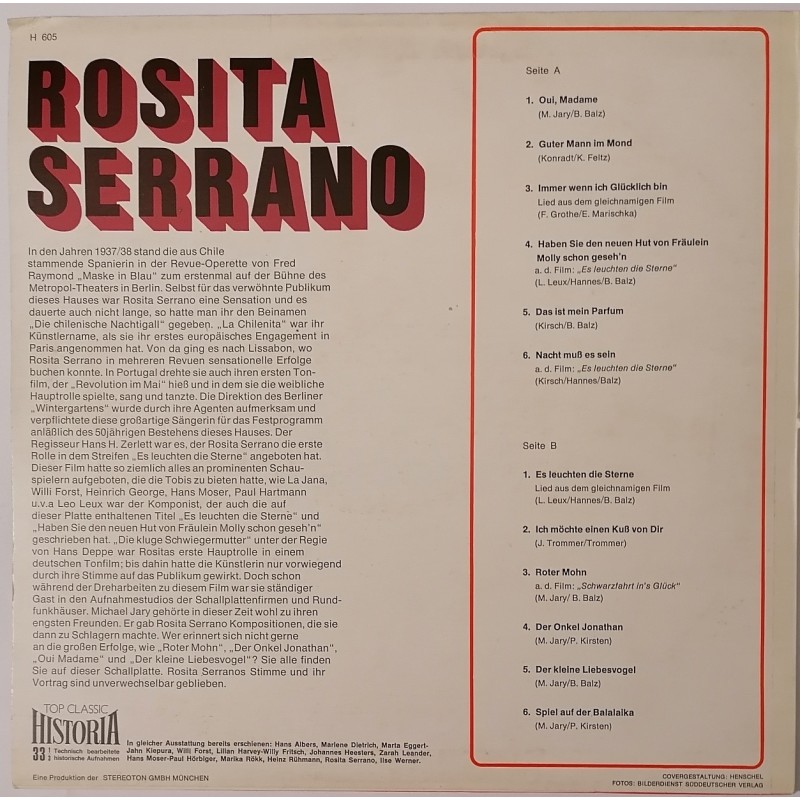 H 605
ROSITA
SERRANO
In den Jahren 1937/38 stand die aus Chile
stammende Spanierin in der Revue-Operette von Fred
Raymond „Maske in Blau" zum erstenmal auf der Bühne des
Metropol-Theaters in Berlin. Selbst für das verwöhnte Publikum
dieses Hauses war Rosita Serrano eine Sensation und es
dauerte auch nicht lange, so hatte man ihr den Beinamen
„Die chilenische Nachtigall" gegeben. „La Chilenita" war ihr
Künstlername, als sie ihr erstes europäisches Engagement in
Paris angenommen hat. Von da ging es nach Lissabon, wo
Rosita Serrano in mehreren Revuen sensationelle Erfolge
buchen konnte. In Portugal drehte sie auch ihren ersten Ton-
film, der „Revolution im Mai" hieß und in dem sie die weibliche
Hauptrolle spielte, sang und tanzte. Die Direktion des Berliner
„Wintergartens" wurde durch ihre Agenten aufmerksam und
verpflichtete diese großartige Sängerin für das Festprogramm
anläßlich des 50jährigen Bestehens dieses Hauses. Der
Regisseur Hans H. Zerlett war es, der Rosita Serrano die erste
Rolle in dem Streifen „Es leuchten die Sterne" angeboten hat.
Dieser Film hatte so ziemlich alles an prominenten Schau-
spielern aufgeboten, die die Tobis zu bieten hatte, wie La Jana,
Willi Forst, Heinrich George, Hans Moser, Paul Hartmann
u.v.a Leo Leux war der Komponist, der auch die auf
dieser Platte enthaltenen Titel „Es leuchten die Sterne" und
„Haben Sie den neuen Hut von Fräulein Molly schon geseh'n"
geschrieben hat. „Die kluge Schwiegermutter" unter der Regie
von Hans Deppe war Rositas erste Hauptrolle in einem
deutschen Tonfilm; bis dahin hatte die Künstlerin nur vorwiegend
durch ihre Stimme auf das Publikum gewirkt. Doch schon
während der Dreharbeiten zu diesem Film war sie ständiger
Gast in den Aufnahmestudios der Schallplattenfirmen und Rund-
funkhäuser. Michael Jary gehörte in dieser Zeit wohl zu ihren
engsten Freunden. Er gab Rosita Serrano Kompositionen, die sie
dann zu Schlagern machte. Wer erinnert sich nicht gerne
an die großen Erfolge, wie „Roter Mohn", „Der Onkel Jonathan",
„Oui Madame" und „Der kleine Liebesvogel"? Sie alle finden
Sie auf dieser Schallplatte. Rosita Serranos Stimme und ihr
Vortrag sind unverwechselbar geblieben.
TOP CLASSIC
HISTORIA
33 1/3 Technisch bearbeitete
historische Aufnahmen
In gleicher Ausstattung bereits erschienen: Hans Albers, Marlene Dietrich, Marta Eggert-
Jahn Kiepura, Willi Forst, Lilian Harvey-Willy Fritsch, Johannes Heesters, Zarah Leander,
Hans Moser-Paul Hörbiger, Marika Rökk, Heinz Rühmann, Rosita Serrano, Ilse Werner.
Eine Produktion der STEREOTON GMBH MÜNCHEN
Seite A
1. Oui, Madame
(M. Jary/B. Balz)
2. Guter Mann im Mond
(Konradt/K. Feltz)
3. Immer wenn ich Glücklich bin
Lied aus dem gleichnamigen Film
(F. Grothe/E. Marischka)
4. Haben Sie den neuen Hut von Fräulein
Molly schon geseh'n
a. d. Film: „Es leuchten die Sterne"
(L. Leux/Hannes/B. Balz)
5. Das ist mein Parfum
(Kirsch/B. Balz)
6. Nacht muß es sein
a. d. Film: „Es leuchten die Sterne"
(Kirsch/Hannes/Balz)
Seite B
1. Es leuchten die Sterne
Lied aus dem gleichnamigen Film
(L. Leux/Hannes/B. Balz)
2. Ich möchte einen Kuß von Dir
(J. Trommer/Trommer)
3. Roter Mohn
a. d. Film: „Schwarzfahrt in's Glück"
(M. Jary/ B. Balz)
4. Der Onkel Jonathan
(M. Jary/P. Kirsten)
5. Der kleine Liebesvogel
(M. Jary/B. Balz)
6. Spiel auf der Balalaika
(M. Jary/P. Kirsten)
COVERGESTALTUNG: HENSCHEL
FOTOS: BILDERDIENST SÜDDEUTSCHER VERLAG